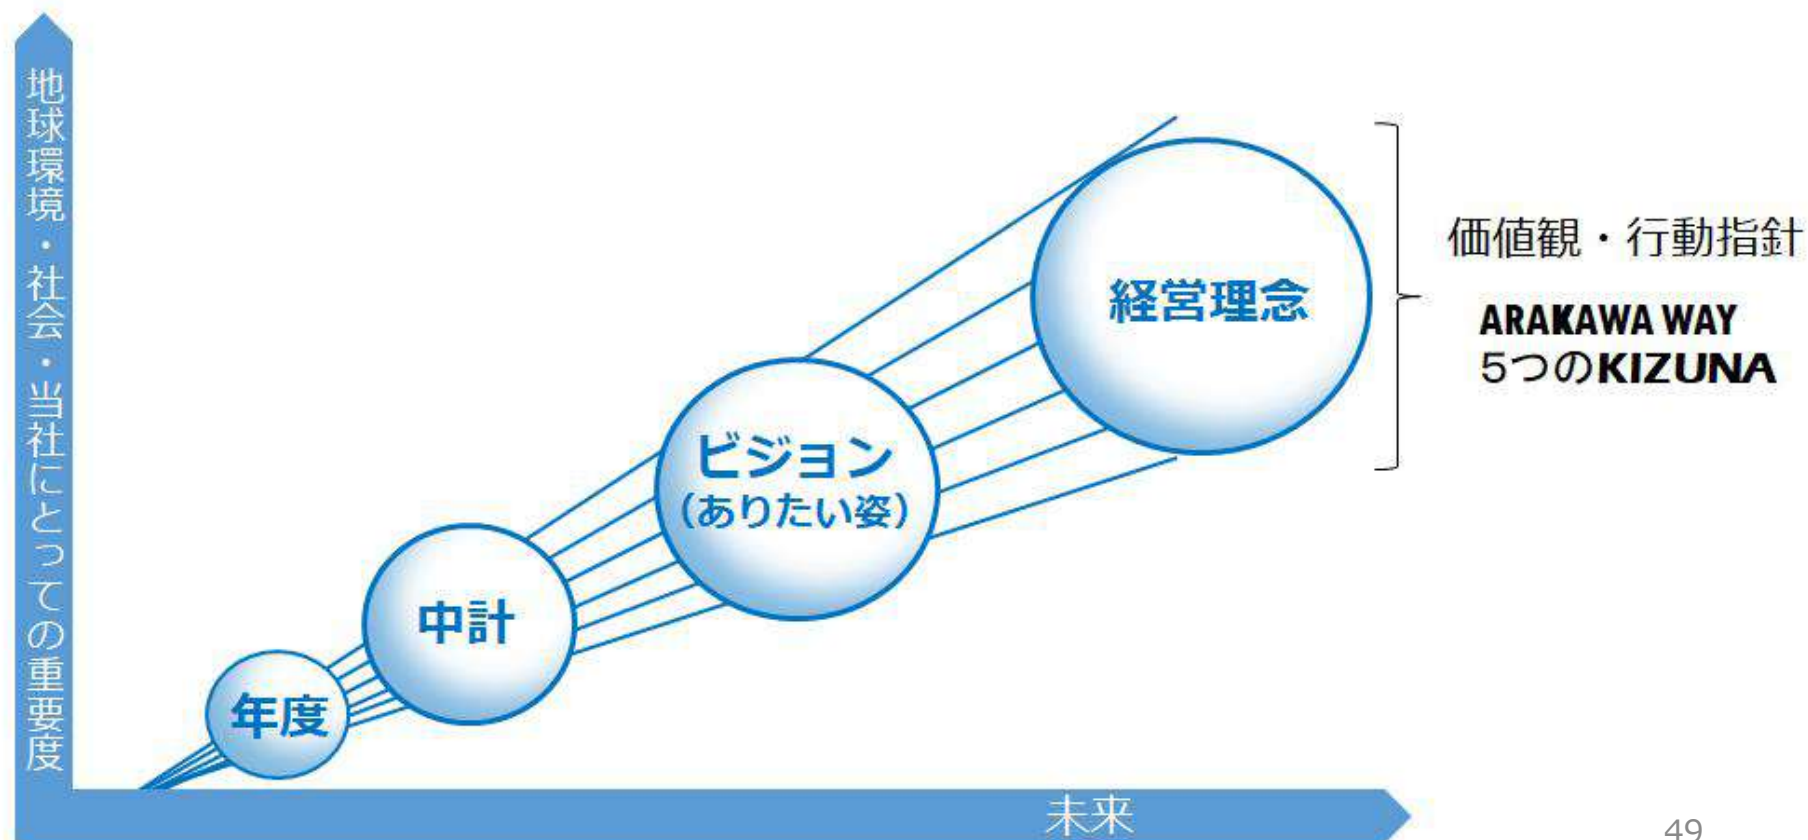 地球環境・社会・当社にとっての重要度
経営理念
価値観・行動指針
ARAKAWA WAY
5つのKIZUNA
ビジョン
（ありたい姿）
中計
年度
未来
49